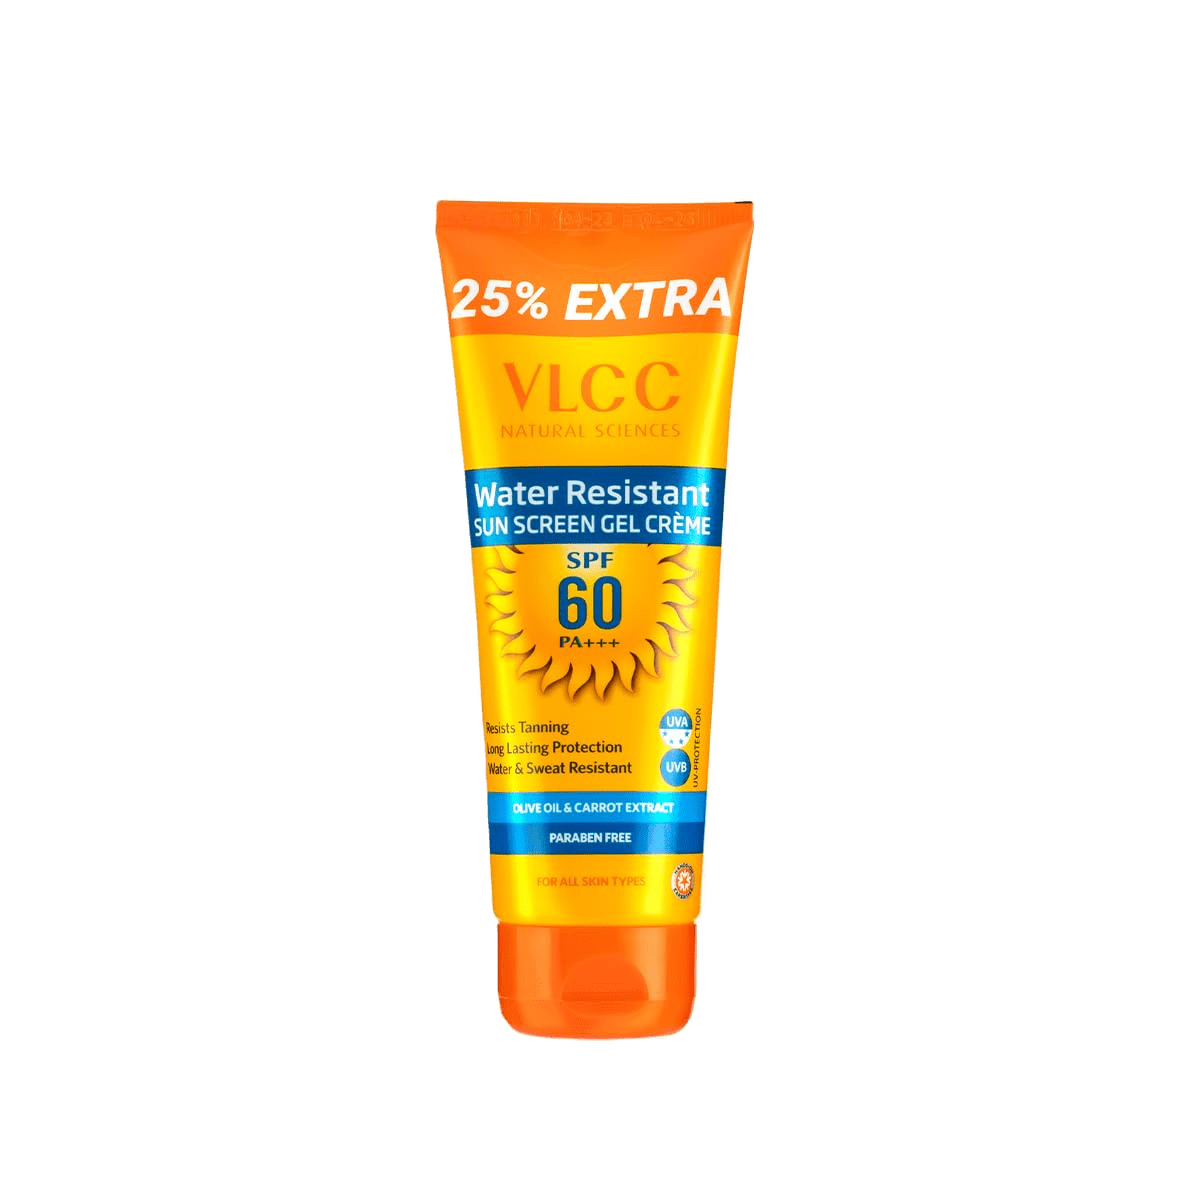 25% EXTRA
VLCC
NATURAL SCIENCES
Water Resistant
SUN SCREEN GEL CRÈME
SPF
60
PA+++
Resists Tanning
Long Lasting Protection
Water & Sweat Resistant
UVA
UVB
UV-PROTECTION
OLIVE OIL & CARROT EXTRACT
PARABEN FREE
FOR ALL SKIN TYPES